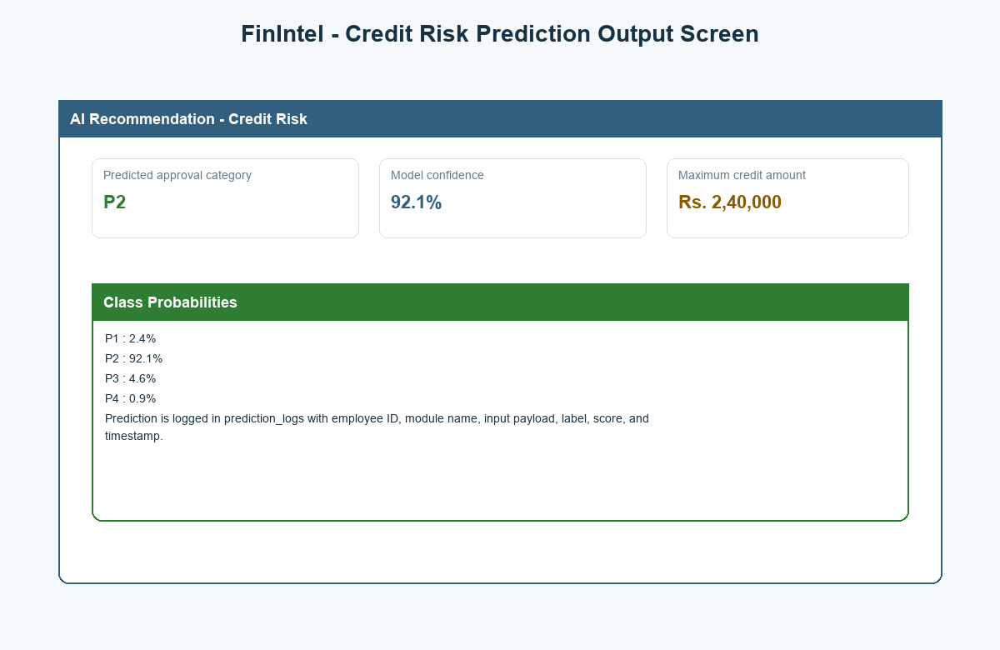 FinIntel - Credit Risk Prediction Output Screen
AI Recommendation - Credit Risk
Predicted approval category
P2
Model confidence
92.1%
Maximum credit amount
Rs. 2,40,000
Class Probabilities
P1 : 2.4%
P2 : 92.1%
P3 : 4.6%
P4 : 0.9%
Prediction is logged in prediction_logs with employee ID, module name, input payload, label, score, and
timestamp.